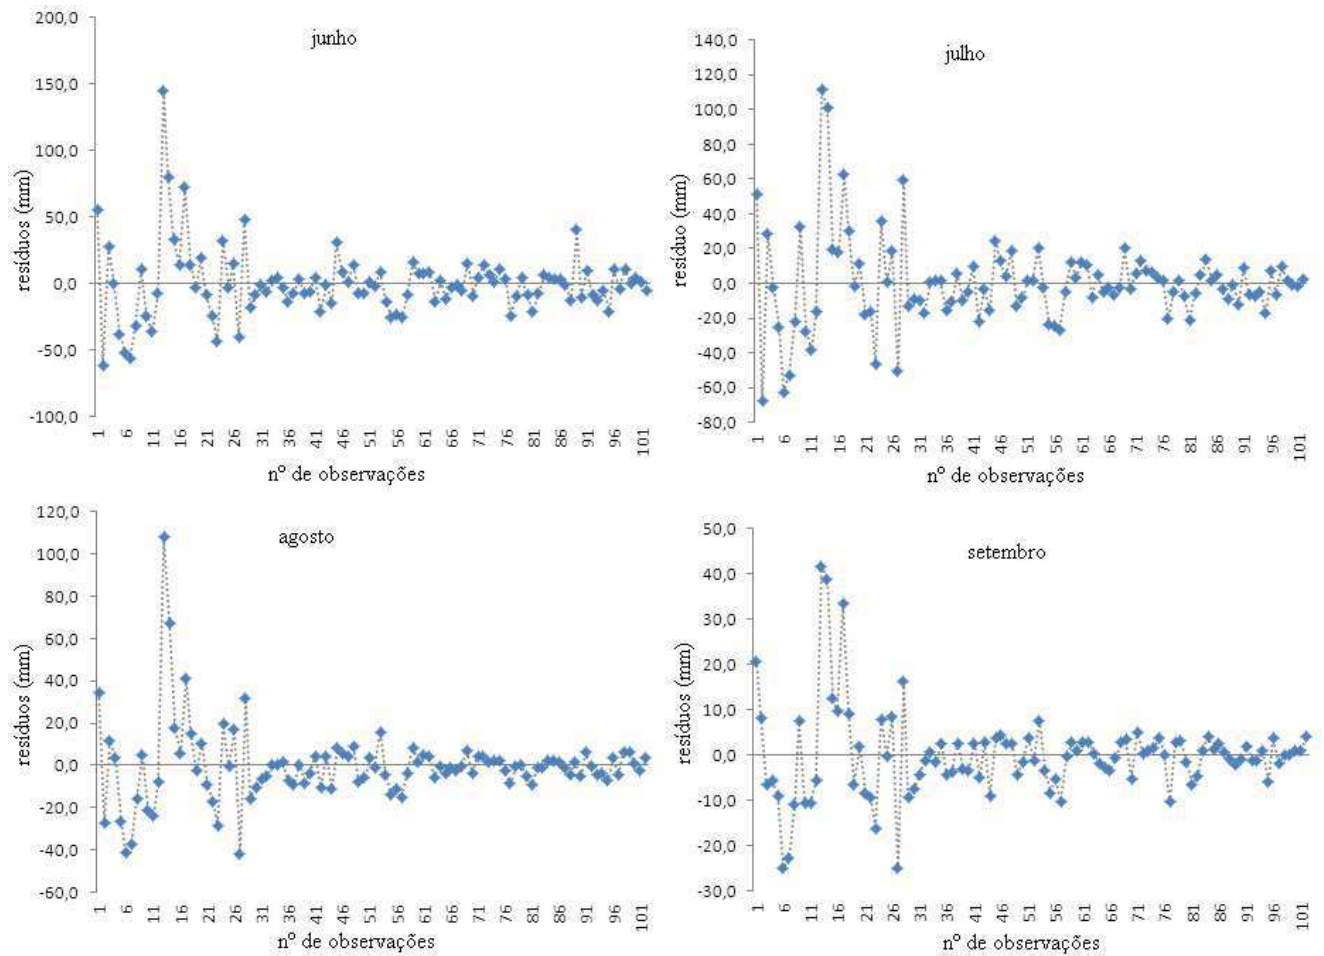 junho
resíduos (mm)
200,0
150,0
100,0
50,0
0,0
-50,0
-100,0
1 6 11 16 21 26 31 36 41 46 51 56 61 66 71 76 81 86 91 96 101
nº de observações
julho
resíduo (mm)
140,0
120,0
100,0
80,0
60,0
40,0
20,0
0,0
-20,0
-40,0
-60,0
-80,0
1 6 11 16 21 26 31 36 41 46 51 56 61 66 71 76 81 86 91 96 101
nº de observações
agosto
resíduos (mm)
120,0
100,0
80,0
60,0
40,0
20,0
0,0
-20,0
-40,0
-60,0
1 6 11 16 21 26 31 36 41 46 51 56 61 66 71 76 81 86 91 96 101
nº de observações
setembro
resíduos (mm)
50,0
40,0
30,0
20,0
10,0
0,0
-10,0
-20,0
-30,0
1 6 11 16 21 26 31 36 41 46 51 56 61 66 71 76 81 86 91 96 101
nº de observações